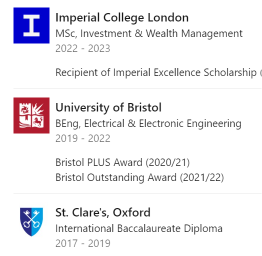 Imperial College London
MSc, Investment & Wealth Management
2022 - 2023
Recipient of Imperial Excellence Scholarship (
University of Bristol
BEng, Electrical & Electronic Engineering
2019 - 2022
Bristol PLUS Award (2020/21)
Bristol Outstanding Award (2021/22)
St. Clare's, Oxford
International Baccalaureate Diploma
2017 - 2019